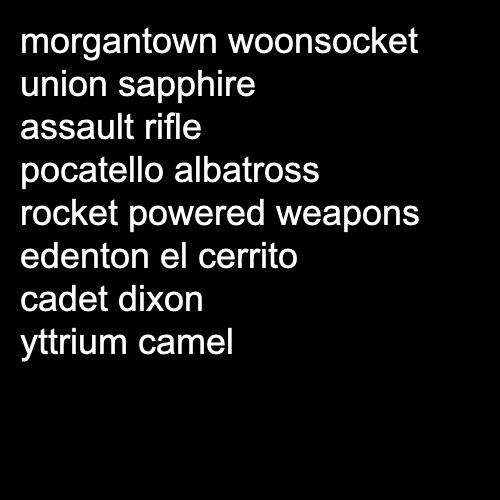 morgantown woonsocket
union sapphire
assault rifle
pocatello albatross
rocket powered weapons
edenton el cerrito
cadet dixon
yttrium camel